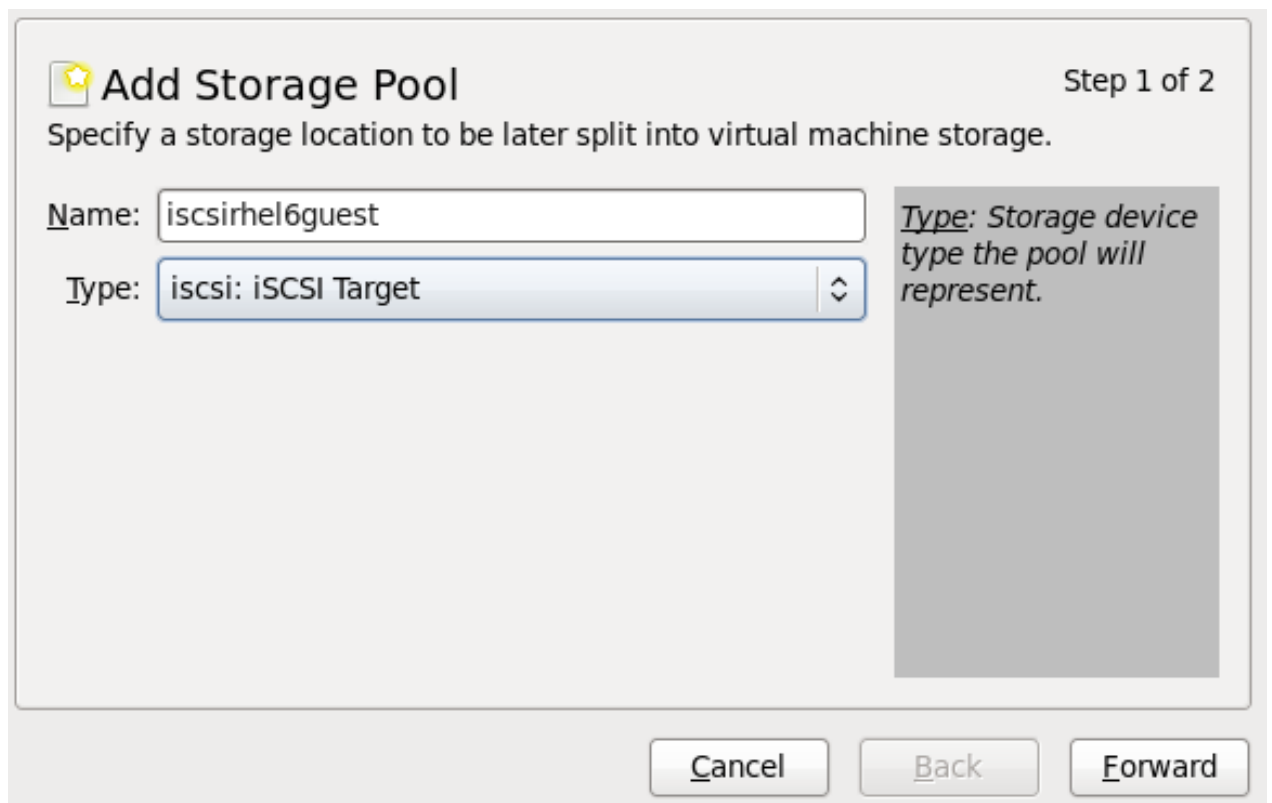 Add Storage Pool
Step 1 of 2
Specify a storage location to be later split into virtual machine storage.
Name: iscsirhel6guest
Type: iscsi: iSCSI Target
Type: Storage device
type the pool will
represent.
Cancel
Back
Forward